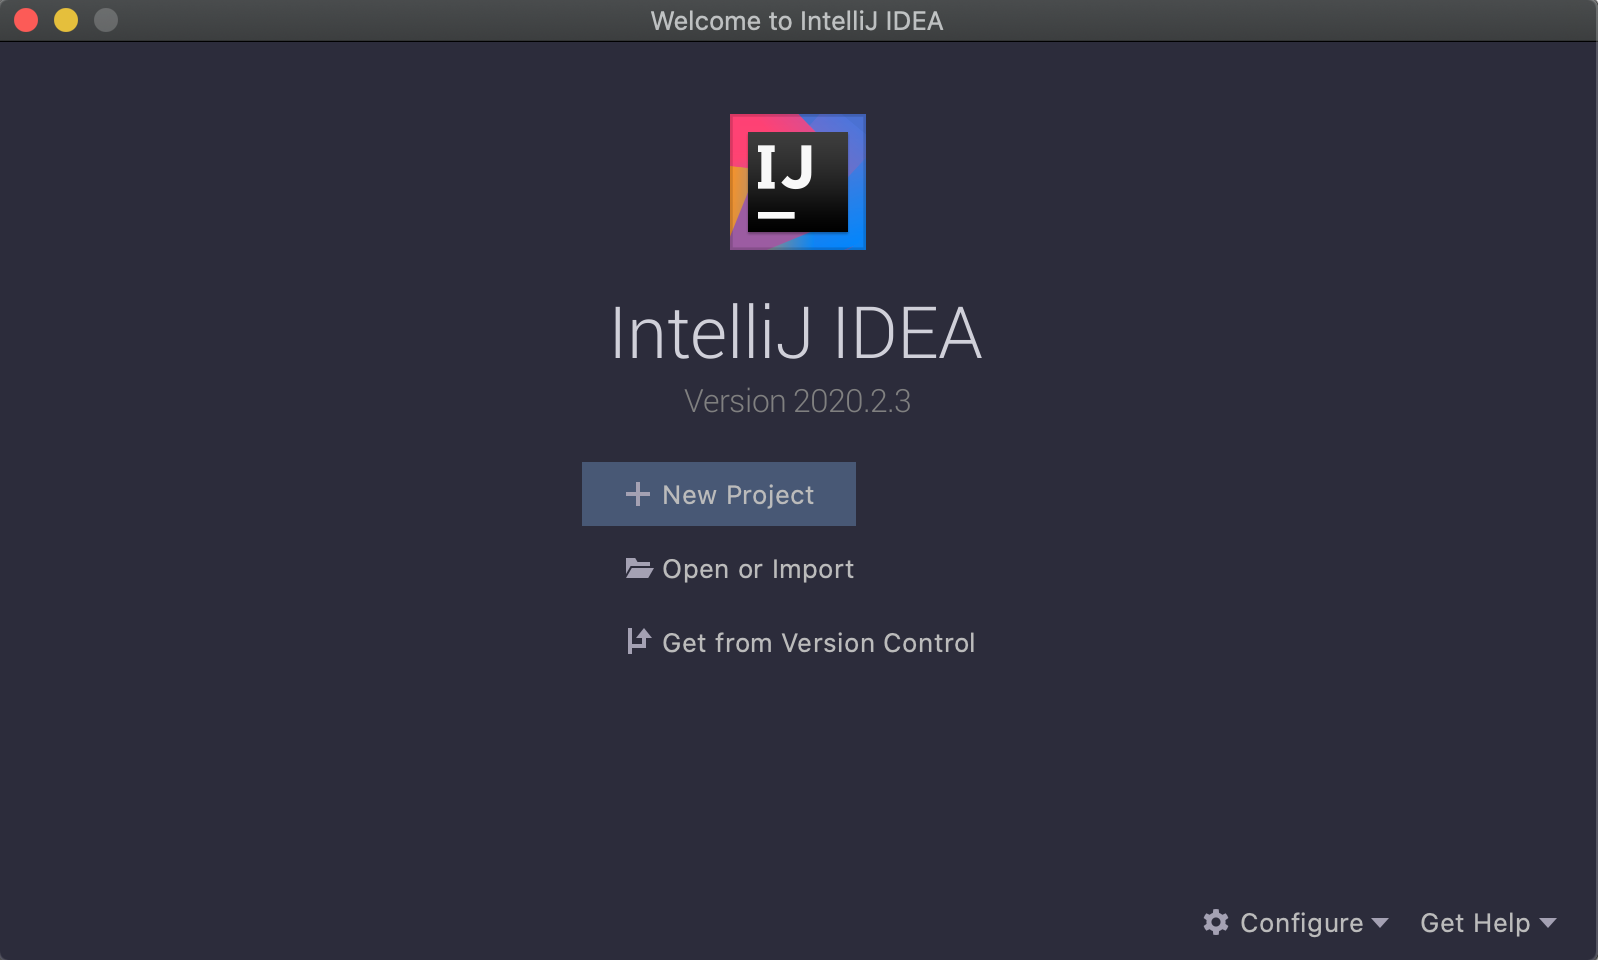 Welcome to IntelliJ IDEA
IJ
IntelliJ IDEA
Version 2020.2.3
New Project
Open or Import
Get from Version Control
Configure
Get Help